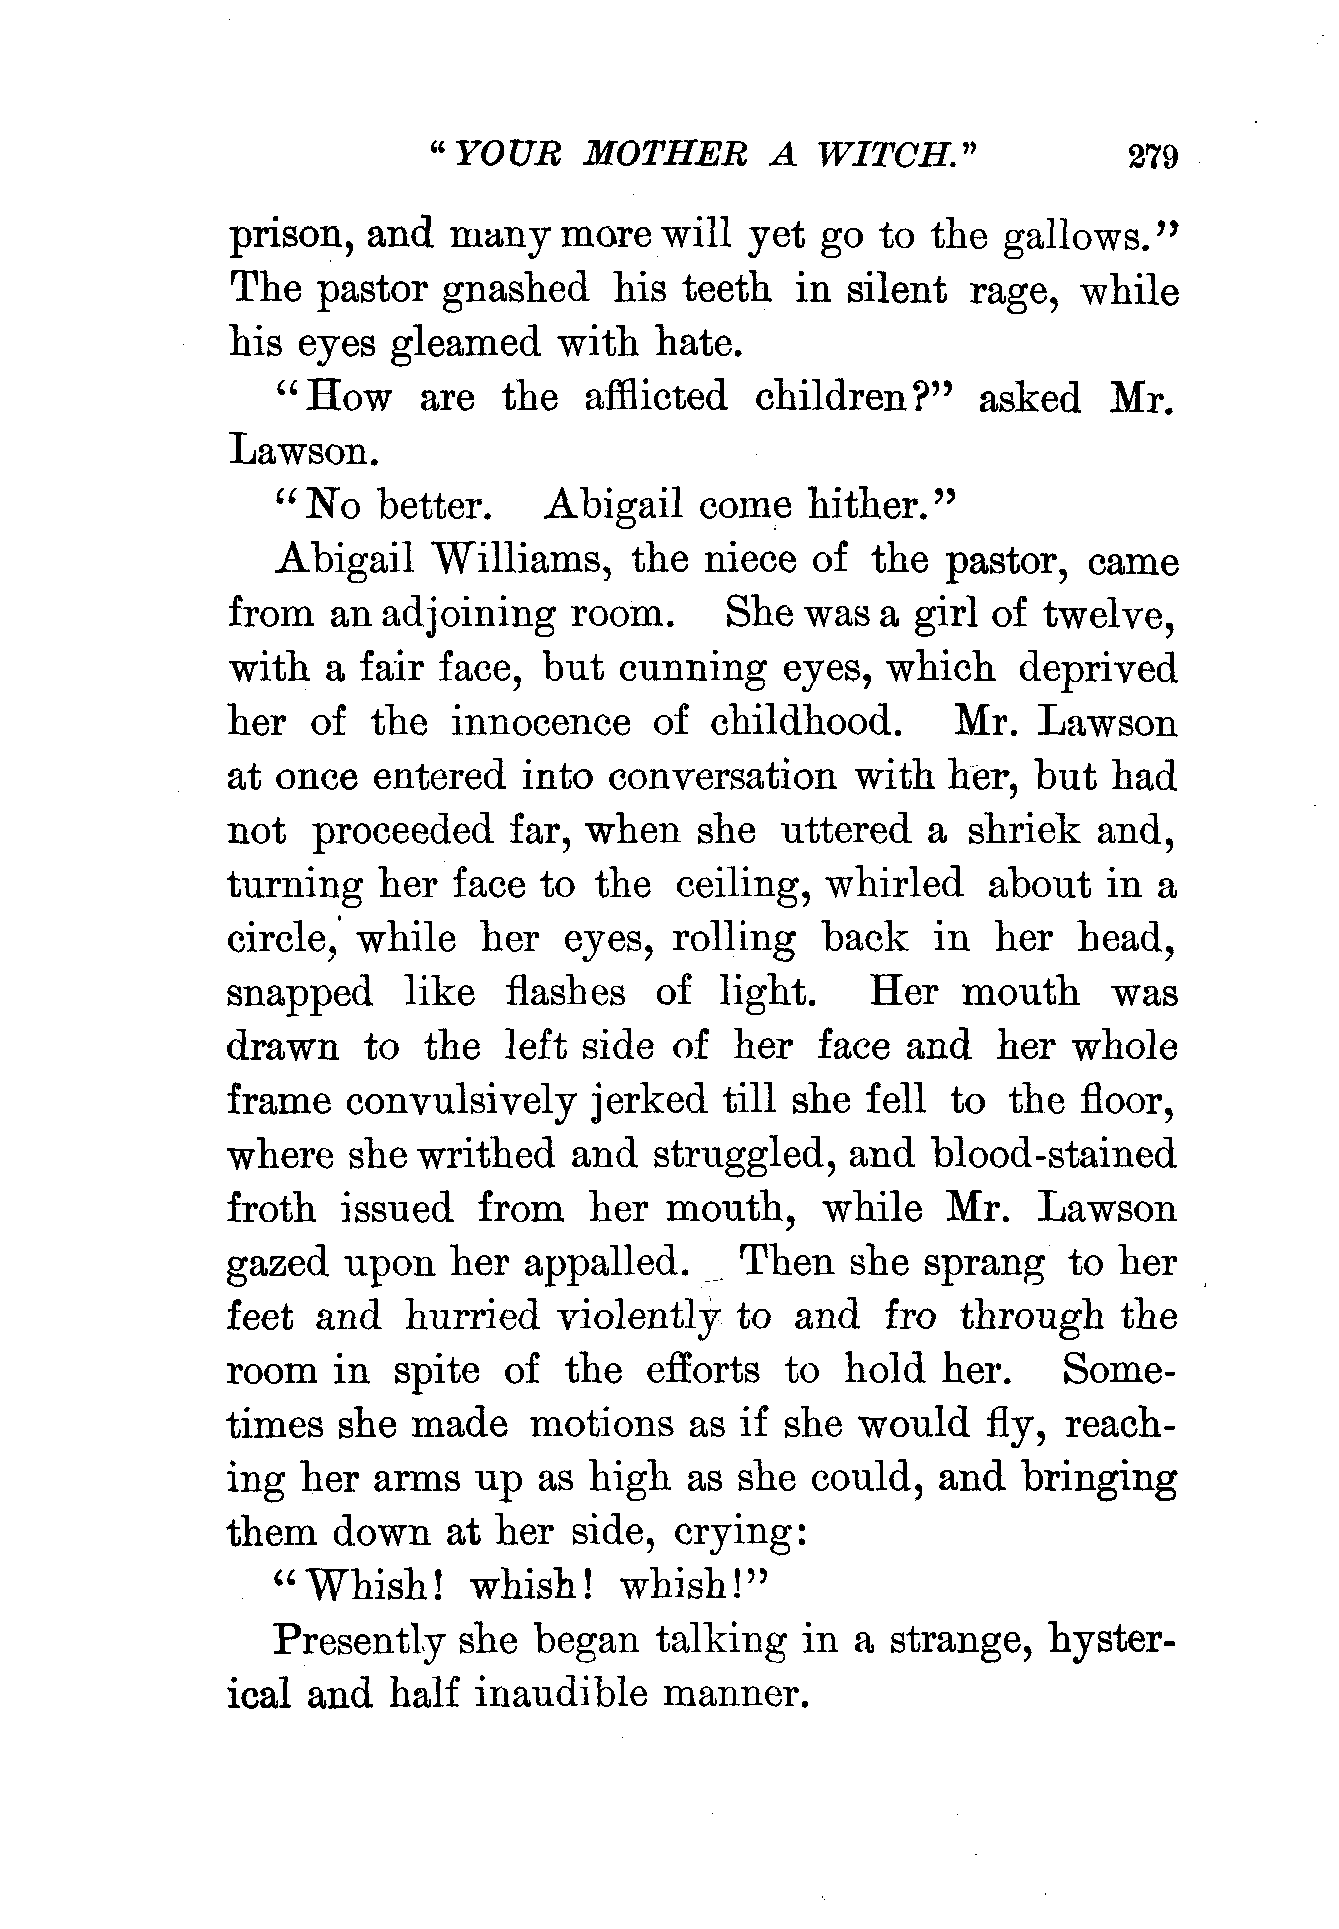 “YOUR MOTHER A WITCH.” 279
prison, and many more will yet go to the gallows.”
The pastor gnashed his teeth in silent rage, while
his eyes gleamed with hate.
“How are the afflicted children?” asked Mr.
Lawson.
“No better. Abigail come hither.”
Abigail Williams, the niece of the pastor, came
from an adjoining room. She was a girl of twelve,
with a fair face, but cunning eyes, which deprived
her of the innocence of childhood. Mr. Lawson
at once entered into conversation with her, but had
not proceeded far, when she uttered a shriek and,
turning her face to the ceiling, whirled about in a
circle, while her eyes, rolling back in her head,
snapped like flashes of light. Her mouth was
drawn to the left side of her face and her whole
frame convulsively jerked till she fell to the floor,
where she writhed and struggled, and blood-stained
froth issued from her mouth, while Mr. Lawson
gazed upon her appalled. Then she sprang to her
feet and hurried violently to and fro through the
room in spite of the efforts to hold her. Some-
times she made motions as if she would fly, reach-
ing her arms up as high as she could, and bringing
them down at her side, crying:
“Whish! whish! whish!”
Presently she began talking in a strange, hyster-
ical and half inaudible manner.